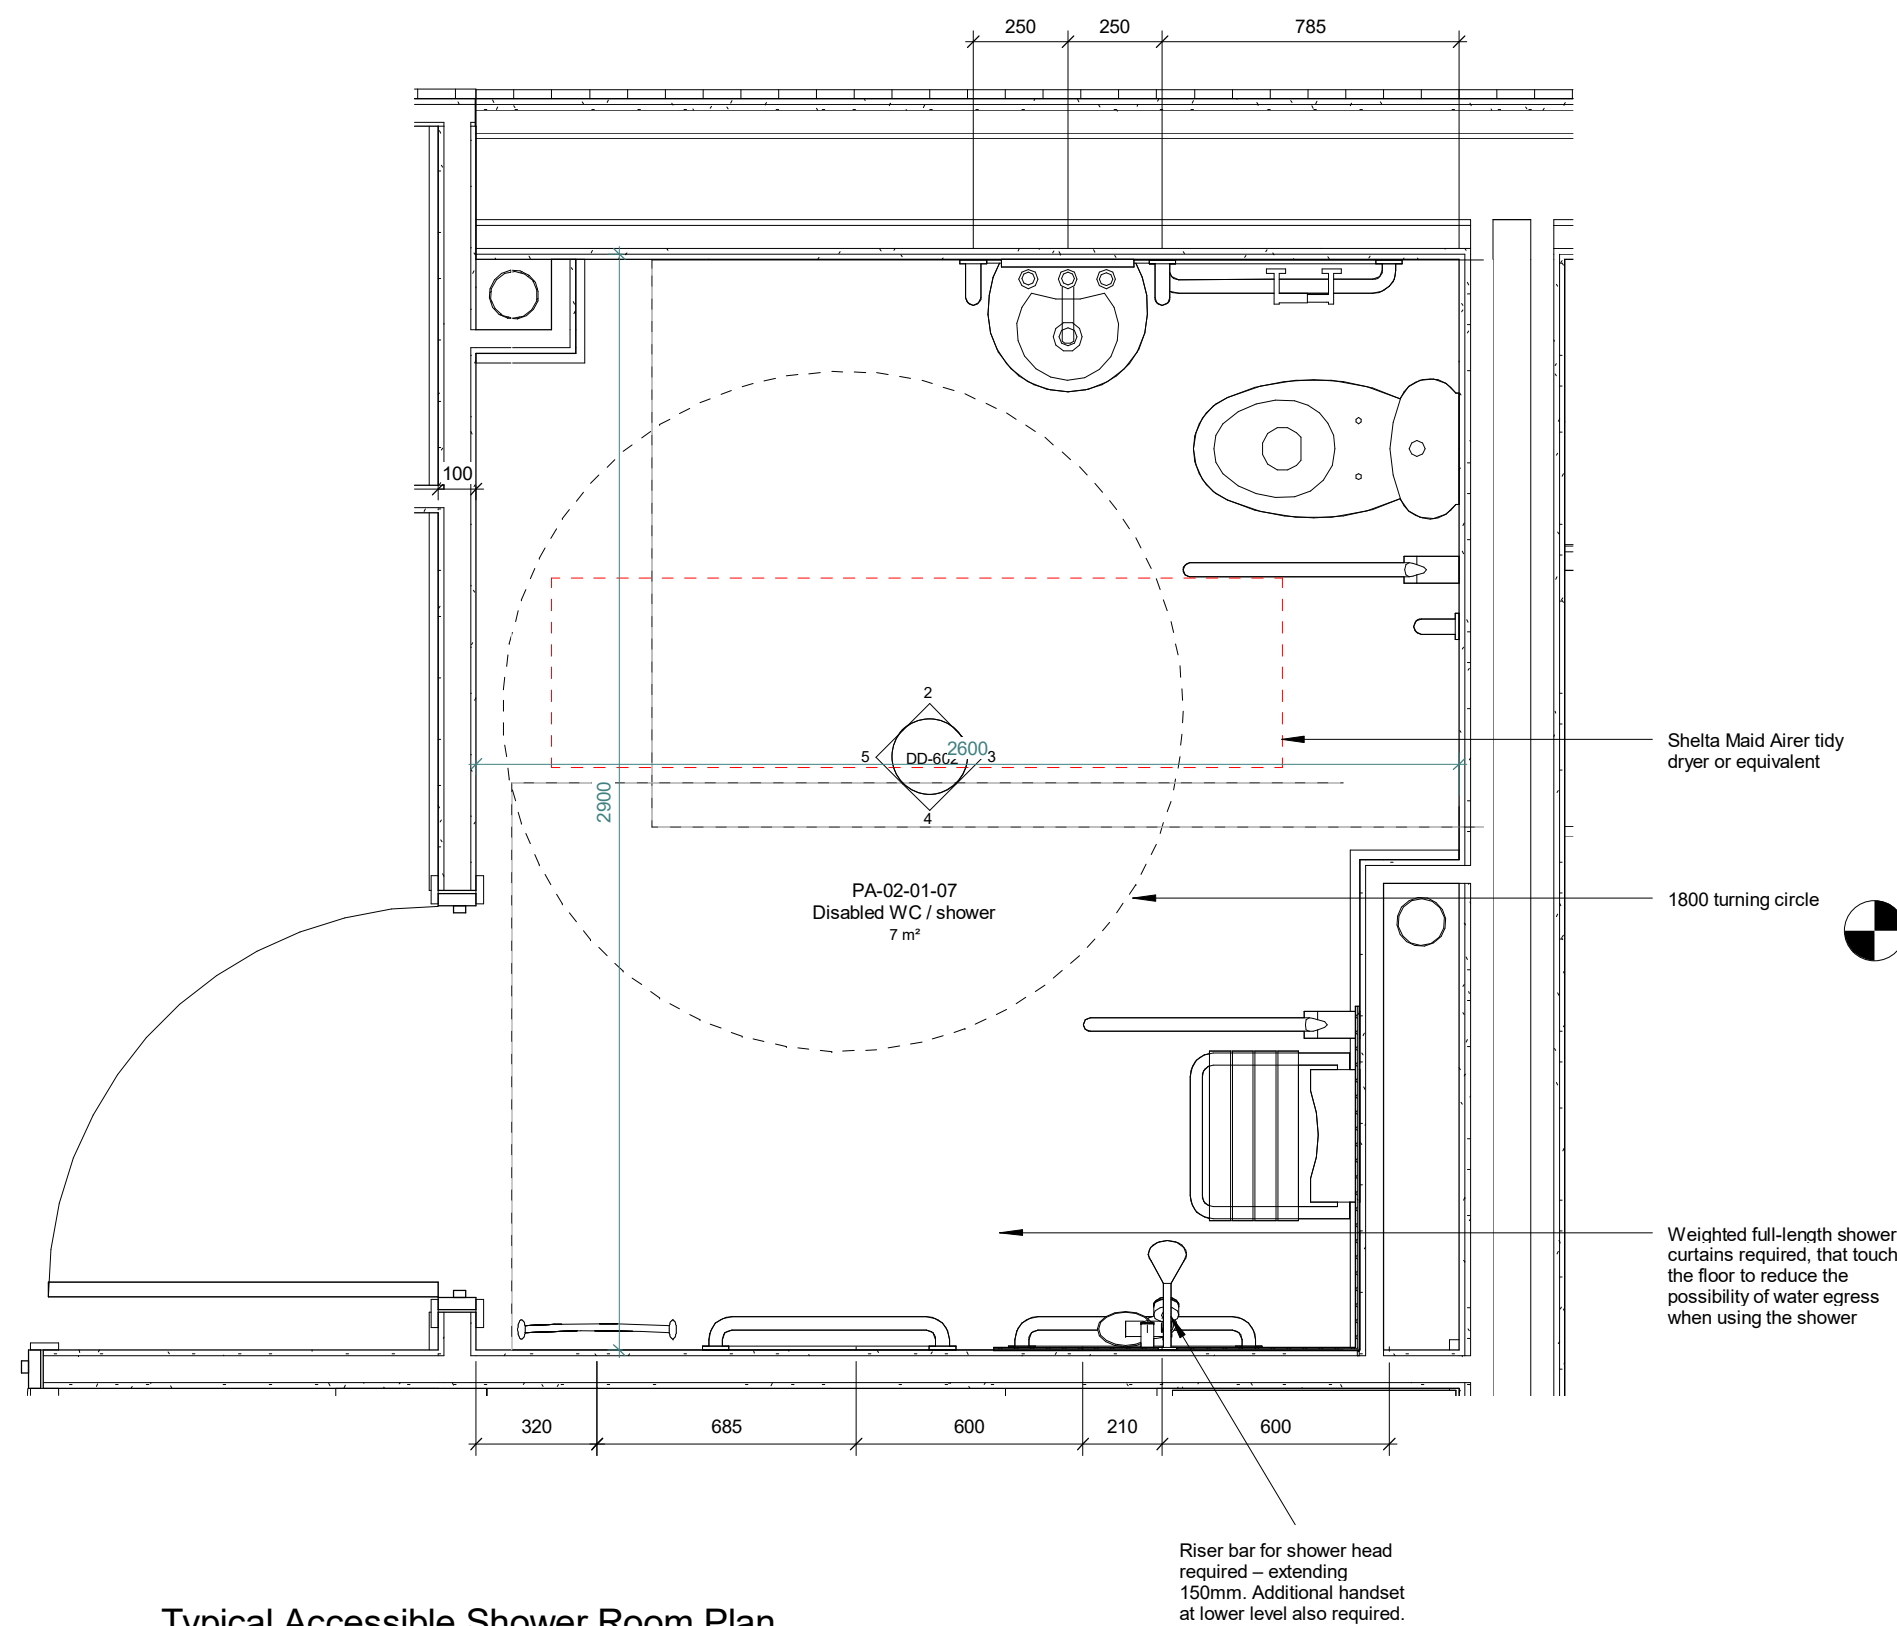 250 250 785
100
2
5 DD-602 2600 3
2900
4
Shelta Maid Airer tidy
dryer or equivalent
PA-02-01-07
Disabled WC / shower
7 m²
1800 turning circle
Weighted full-length shower
curtains required, that touch
the floor to reduce the
possibility of water egress
when using the shower
320 685 600 210 600
Riser bar for shower head
required – extending
150mm. Additional handset
at lower level also required.
Typical Accessible Shower Room Plan